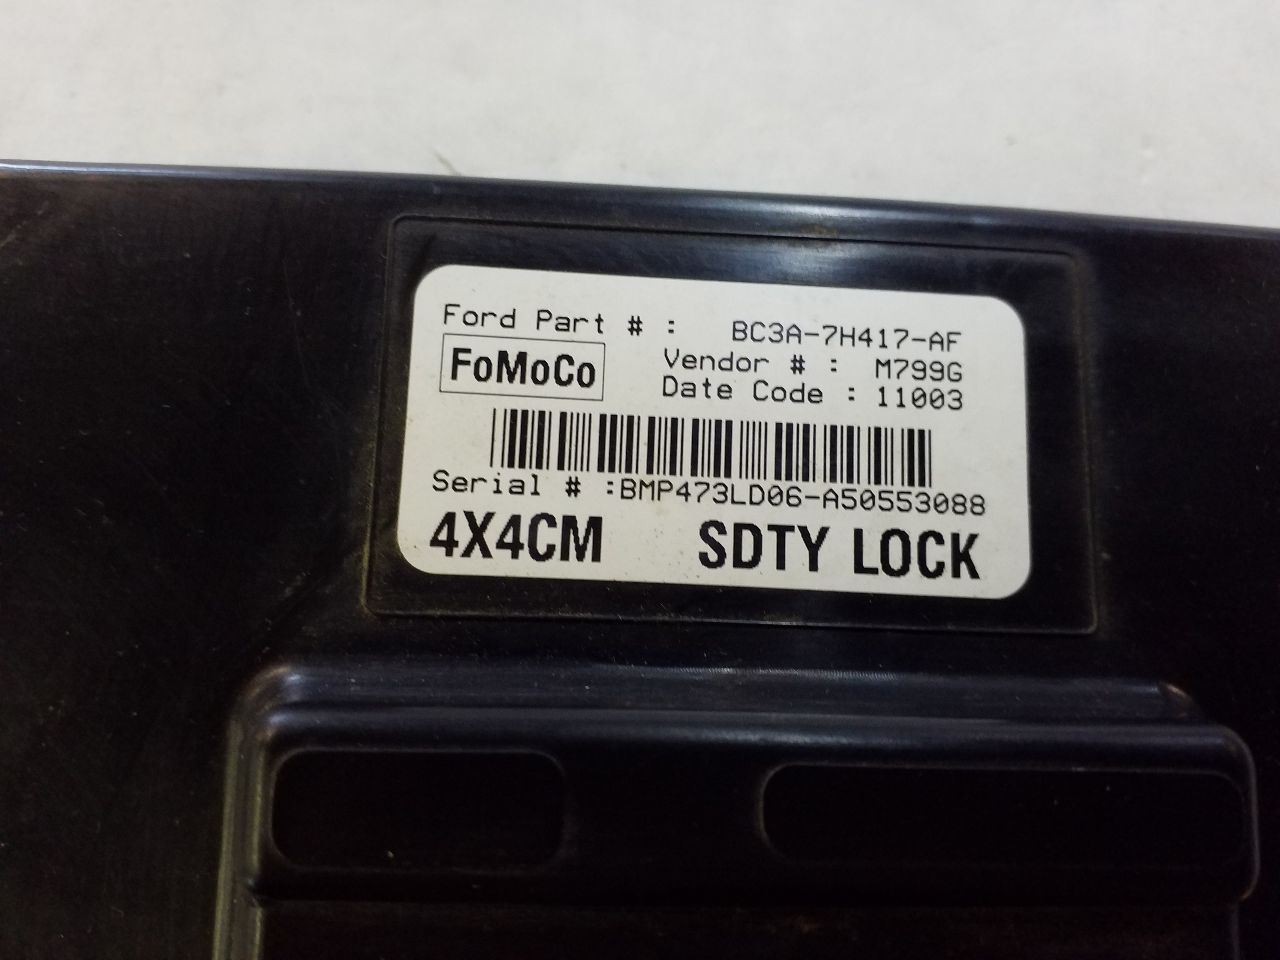 Ford Part # : BC3A-7H417-AF
FoMoCo
Vendor # : M799G
Date Code : 11003
Serial # :BMP473LD06-A50553088
4X4CM SDTY LOCK